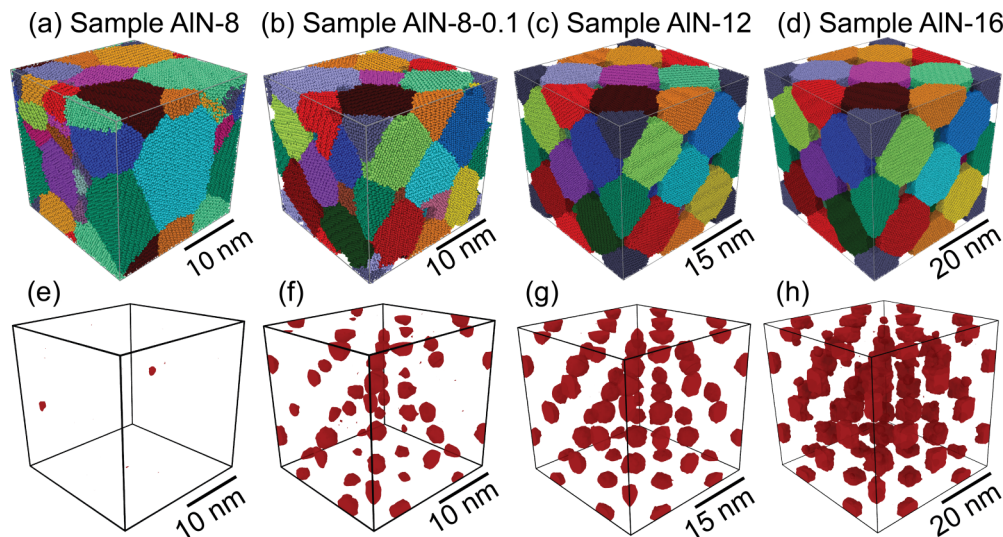 (a) Sample AlN-8 (b) Sample AlN-8-0.1 (c) Sample AlN-12 (d) Sample AlN-16
10 nm 10 nm 15 nm 20 nm
(e) (f) (g) (h)
10 nm 10 nm 15 nm 20 nm